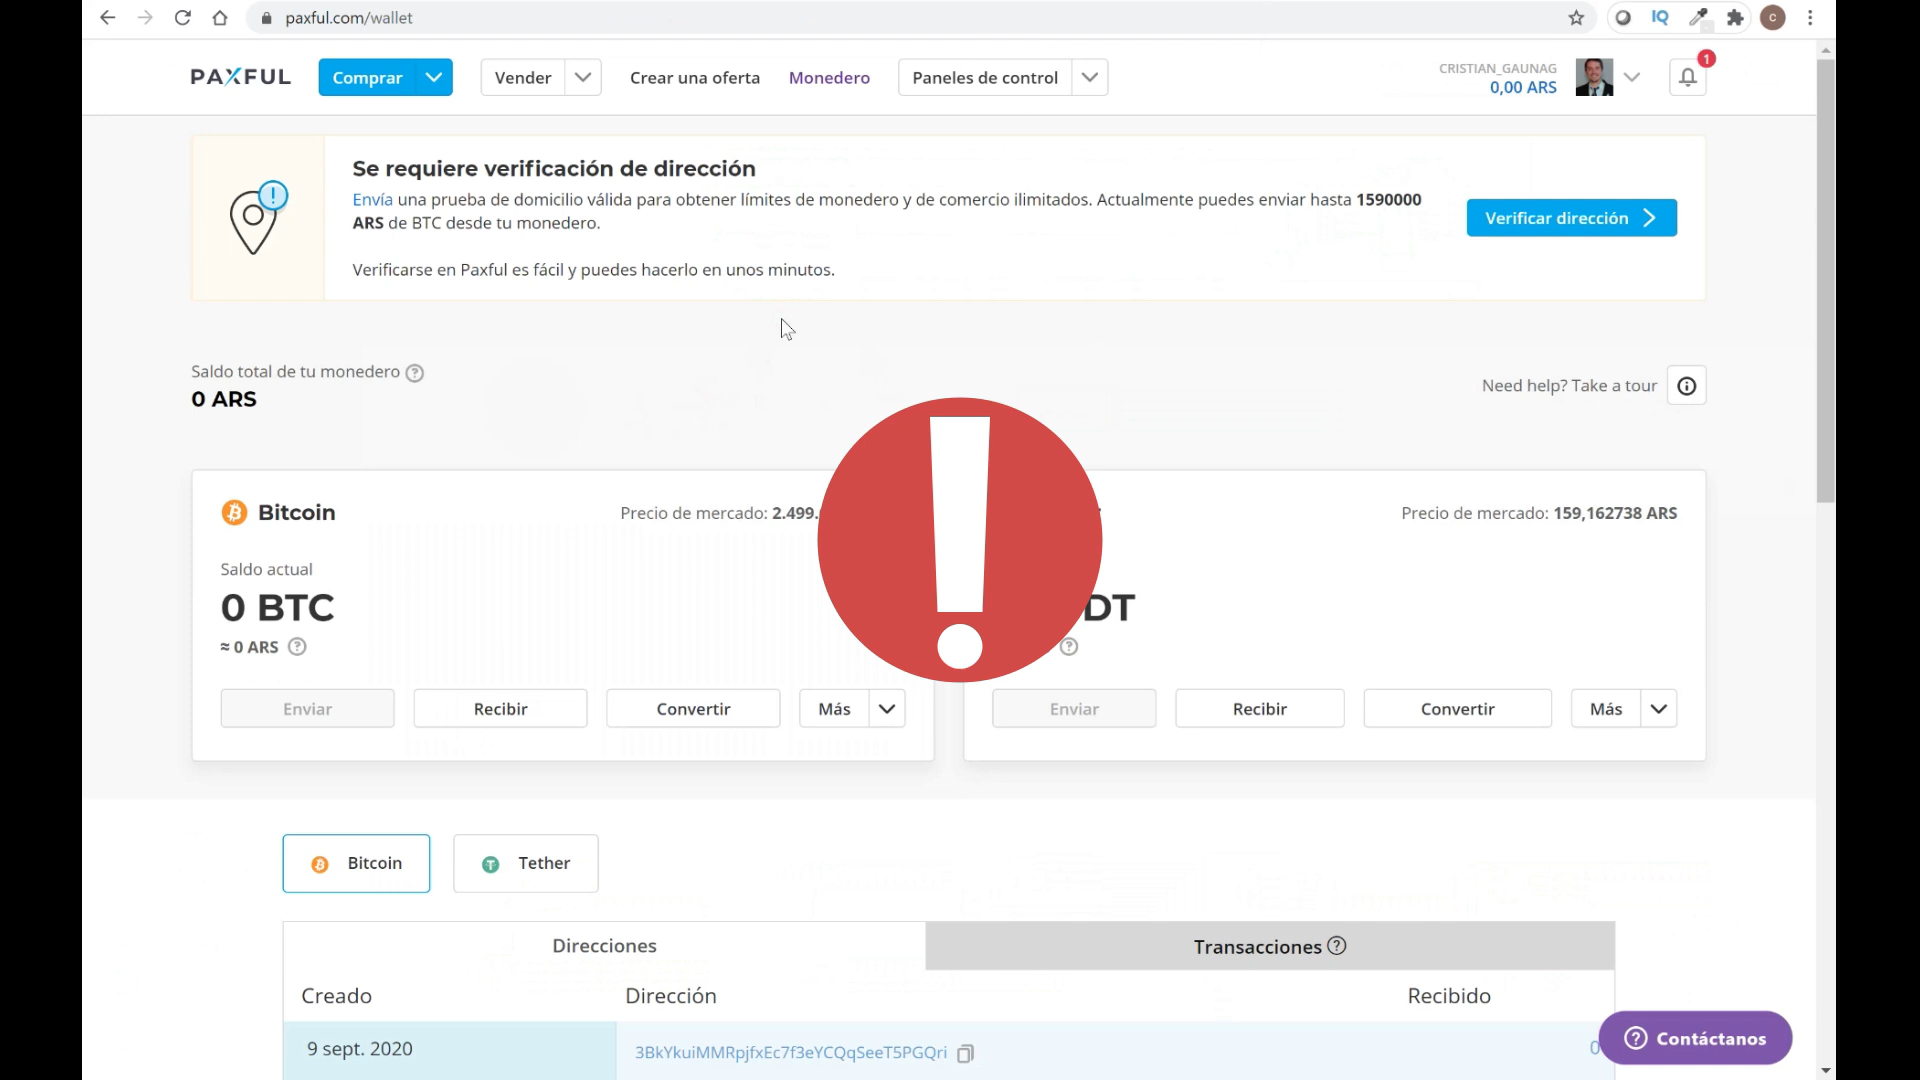 paxful.com/wallet
IQ
C
PAXFUL
Comprar
Vender
Crear una oferta
Monedero
Paneles de control
CRISTIAN_GAUNAG
0,00 ARS
1
Se requiere verificación de dirección
Envía una prueba de domicilio válida para obtener límites de monedero y de comercio ilimitados. Actualmente puedes enviar hasta 1590000
ARS de BTC desde tu monedero.
Verificarse en Paxful es fácil y puedes hacerlo en unos minutos.
Verificar dirección
Saldo total de tu monedero
0 ARS
Need help? Take a tour
Bitcoin
Precio de mercado: 2.499.
Saldo actual
0 BTC
≈ 0 ARS
Enviar
Recibir
Convertir
Más
Precio de mercado: 159,162738 ARS
DT
Enviar
Recibir
Convertir
Más
Bitcoin
Tether
Direcciones
Transacciones
Creado
Dirección
Recibido
9 sept. 2020
3BkYkuiMMRpjfxEc7f3eYCQqSeeT5PGQri
0
Contáctanos